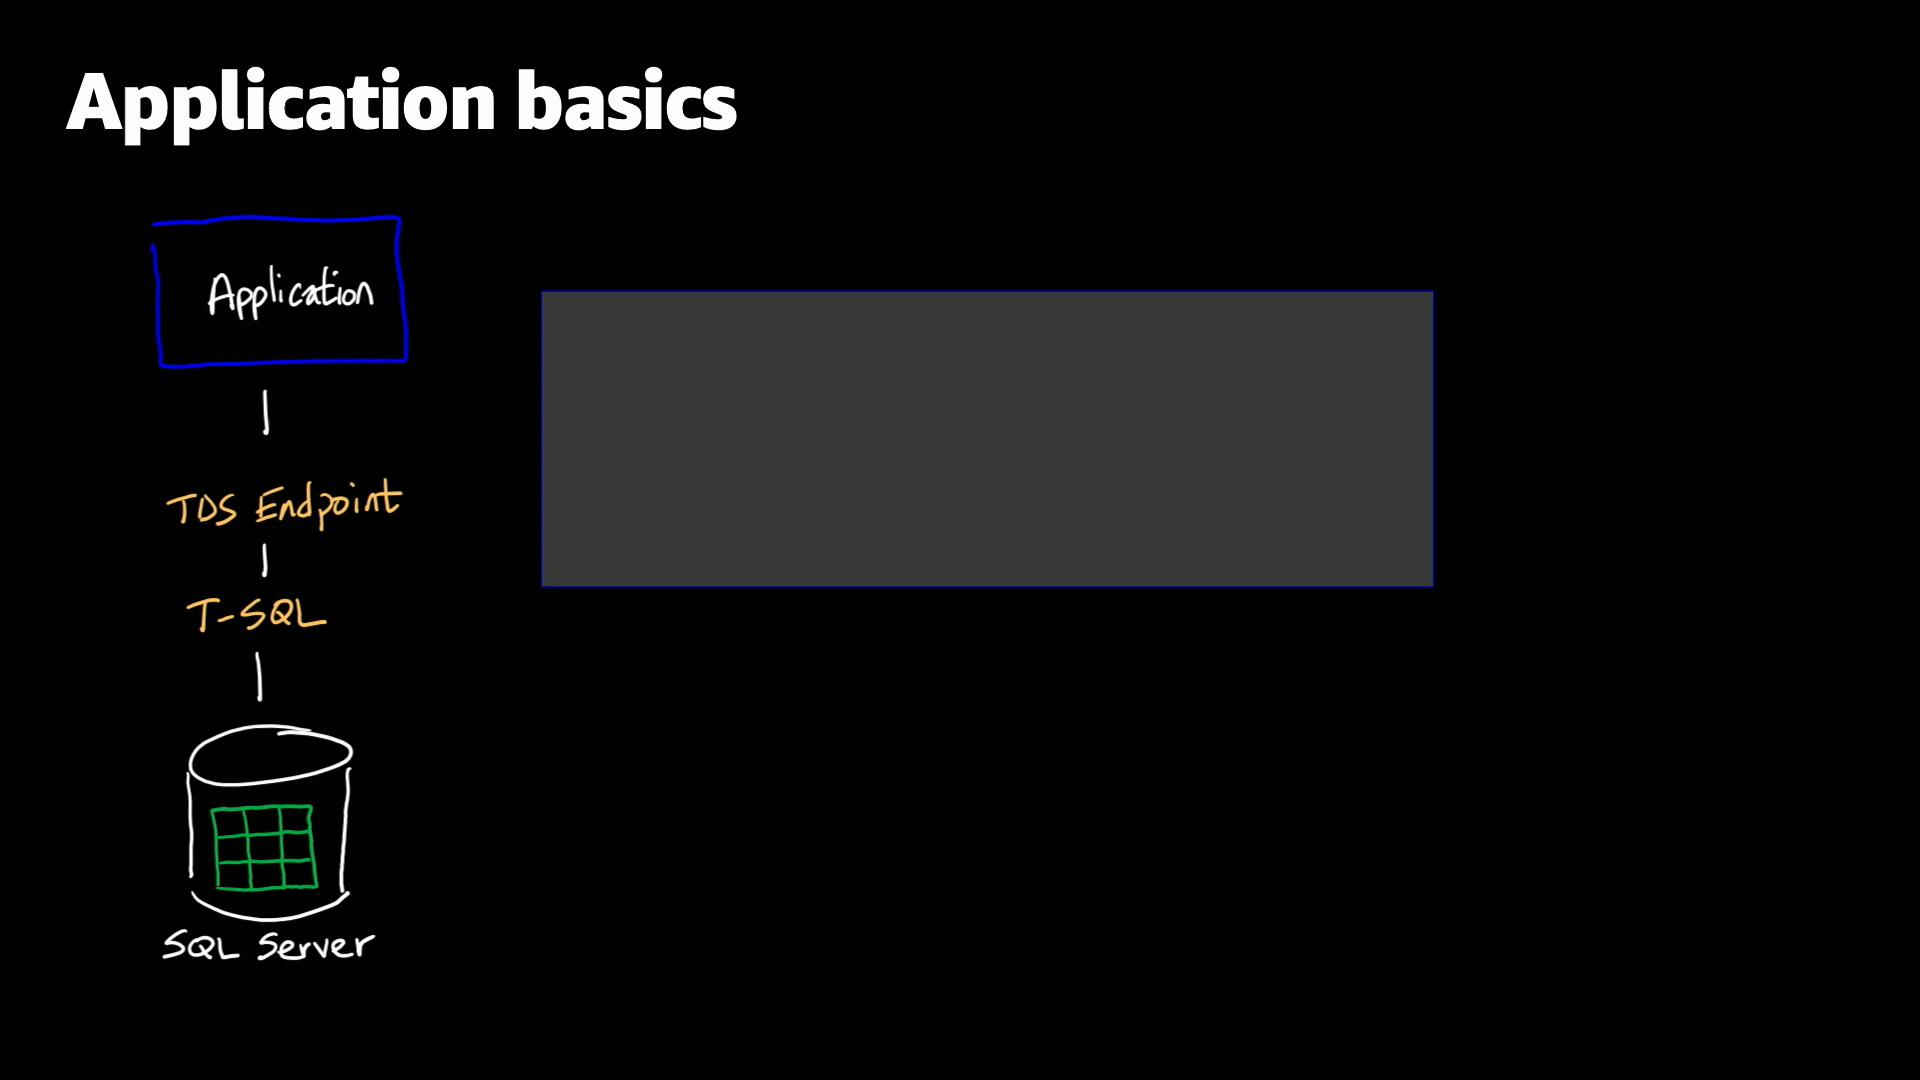 Application basics
Application
TDS Endpoint
T-SQL
SQL Server